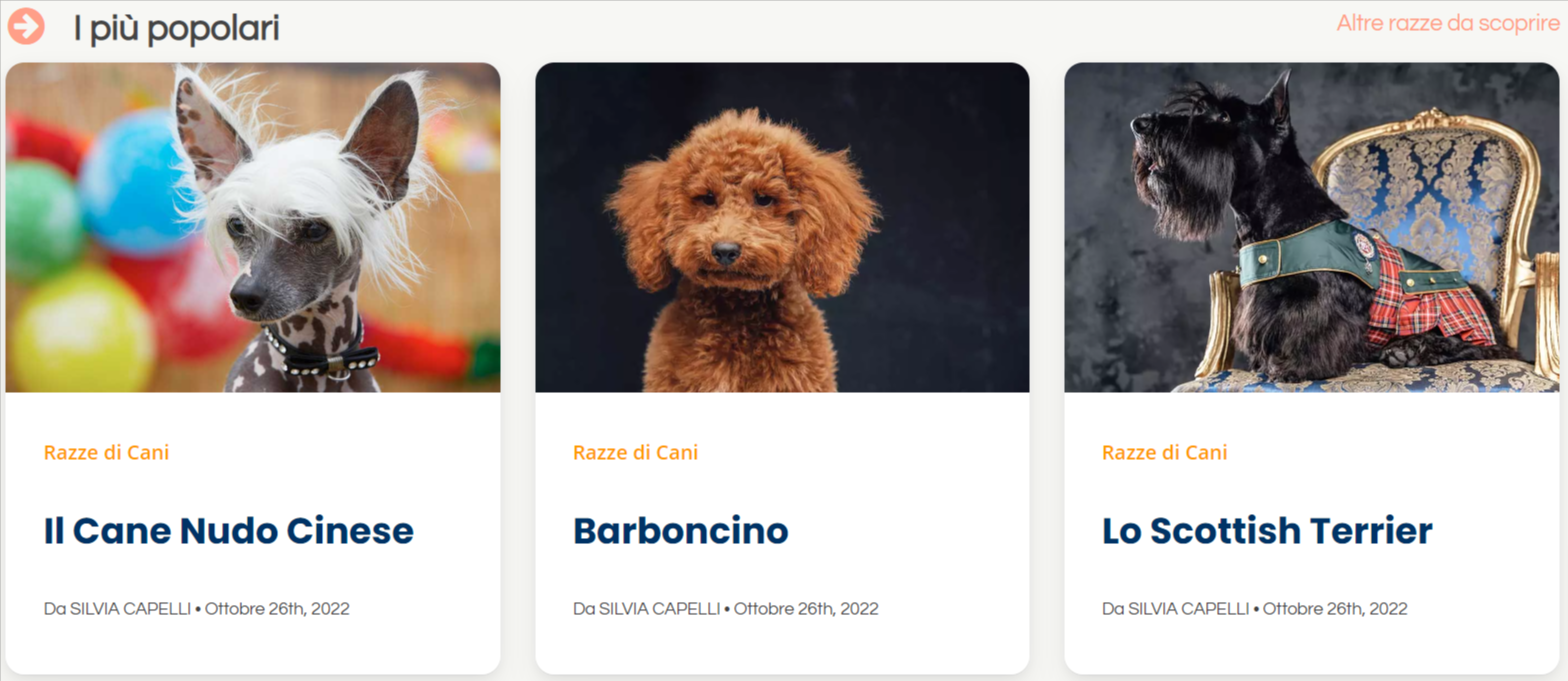 I più popolari
Altre razze da scoprire
Razze di Cani
Il Cane Nudo Cinese
Da SILVIA CAPELLI • Ottobre 26th, 2022
Razze di Cani
Barboncino
Da SILVIA CAPELLI • Ottobre 26th, 2022
Razze di Cani
Lo Scottish Terrier
Da SILVIA CAPELLI • Ottobre 26th, 2022